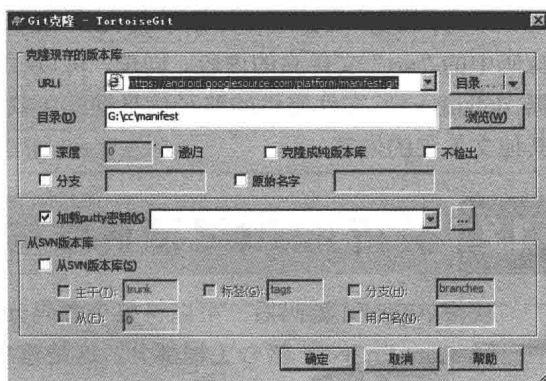 Git克隆 - TortoiseGit
克隆现存的版本库
URLI https://android.googlesource.com/platform/manifest.git 目录...
目录(D) G:\cc\manifest 浏览(W)
深度 0 递归 克隆成纯版本库 不检出
分支 原始名字
加载putty密钥(K) ...
从SVN版本库
从SVN版本库(S)
主干(T): trunk 标签(G): tags 分支(H): branches
从(F): 0 用户名(N):
确定 取消 帮助